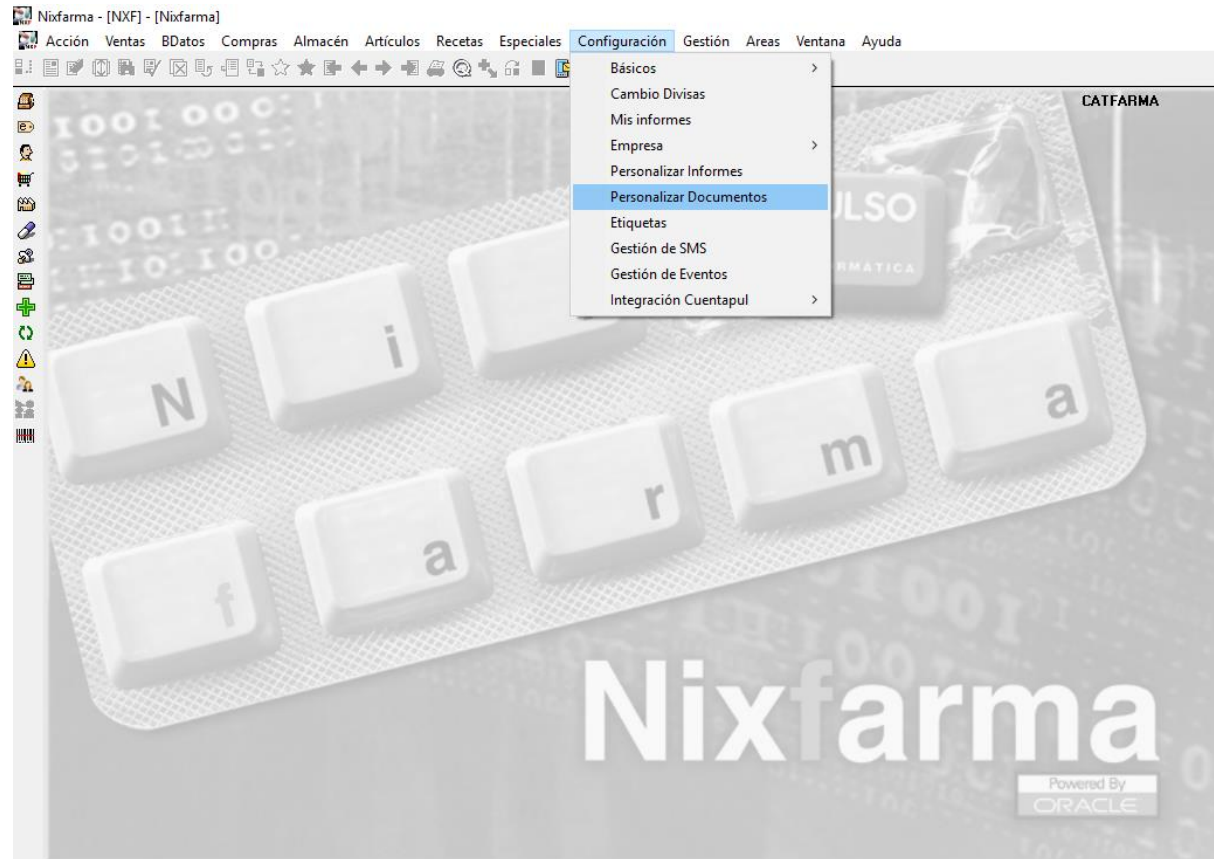 Nixfarma - [NXF] - [Nixfarma]
Acción Ventas BDatos Compras Almacén Artículos Recetas Especiales Configuración Gestión Areas Ventana Ayuda
CATFARMA
Básicos
Cambio Divisas
Mis informes
Empresa
Personalizar Informes
Personalizar Documentos
Etiquetas
Gestión de SMS
Gestión de Eventos
Integración Cuentapul
N i
f a r m a
Nixfarma
Powered By
ORACLE